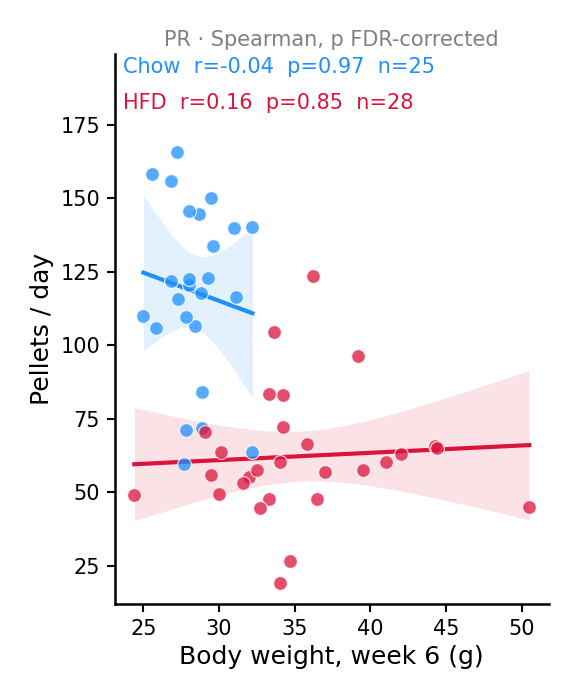 PR · Spearman, p FDR-corrected
Chow r=-0.04 p=0.97 n=25
HFD r=0.16 p=0.85 n=28
175
150
125
100
75
50
25
Pellets / day
25 30 35 40 45 50
Body weight, week 6 (g)